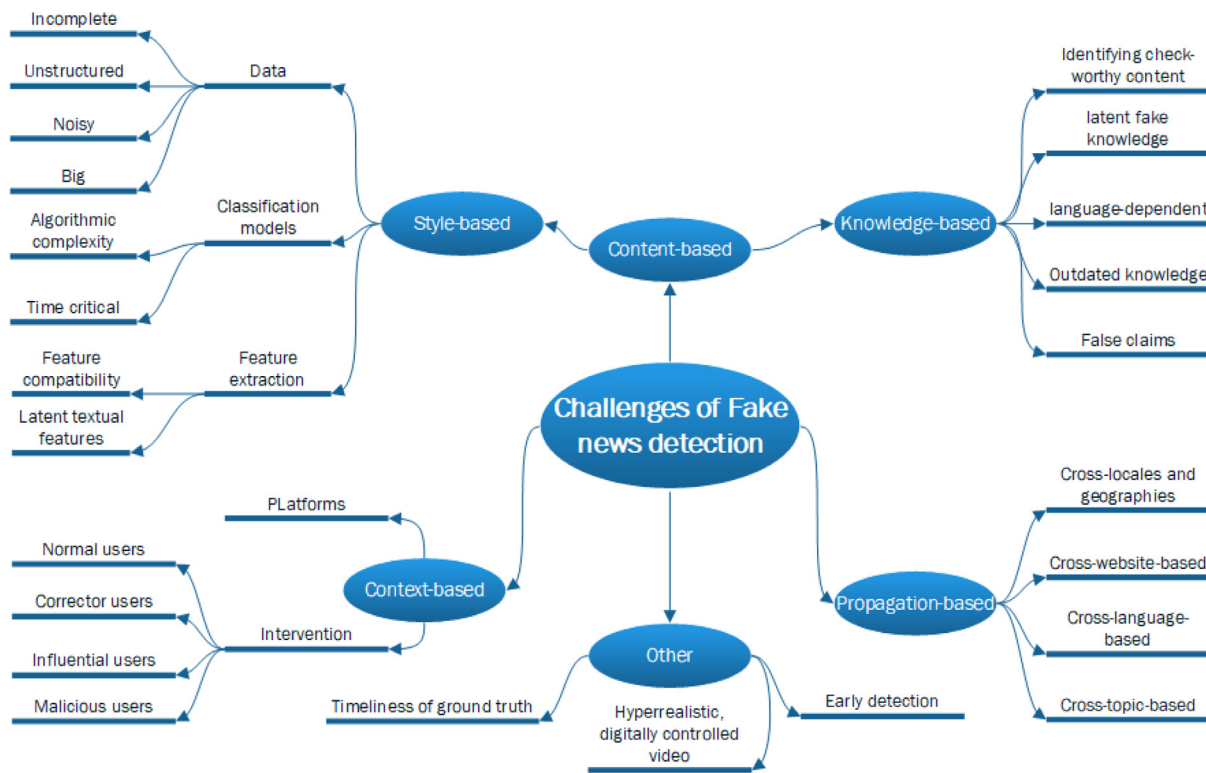 Incomplete
Unstructured
Noisy
Big
Data
Algorithmic
complexity
Time critical
Classification
models
Feature
compatibility
Latent textual
features
Feature
extraction
Style-based
Content-based
Knowledge-based
Identifying check-
worthy content
latent fake
knowledge
language-dependent
Outdated knowledge
False claims
Challenges of Fake
news detection
PLatforms
Context-based
Normal users
Corrector users
Influential users
Malicious users
Intervention
Other
Timeliness of ground truth
Hyperrealistic,
digitally controlled
video
Early detection
Propagation-based
Cross-locales and
geographies
Cross-website-based
Cross-language-
based
Cross-topic-based